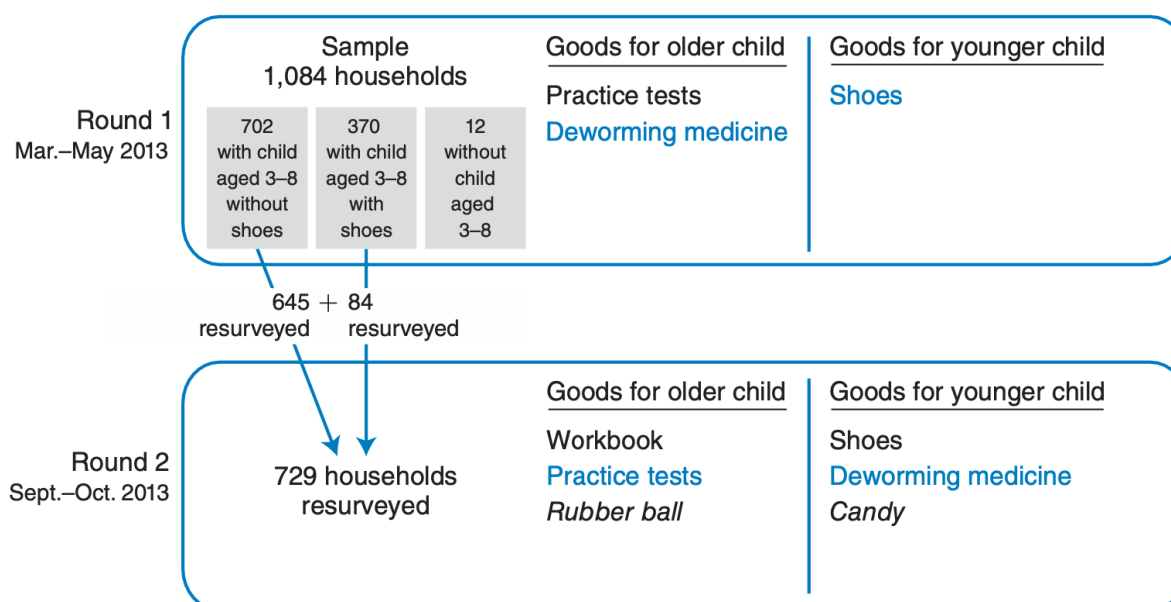 Round 1
Mar.–May 2013
Sample
1,084 households
702
with child
aged 3–8
without
shoes
370
with child
aged 3–8
with
shoes
12
without
child
aged
3–8
Goods for older child
Practice tests
Deworming medicine
Goods for younger child
Shoes
645 + 84
resurveyed resurveyed
Round 2
Sept.–Oct. 2013
729 households
resurveyed
Goods for older child
Workbook
Practice tests
Rubber ball
Goods for younger child
Shoes
Deworming medicine
Candy